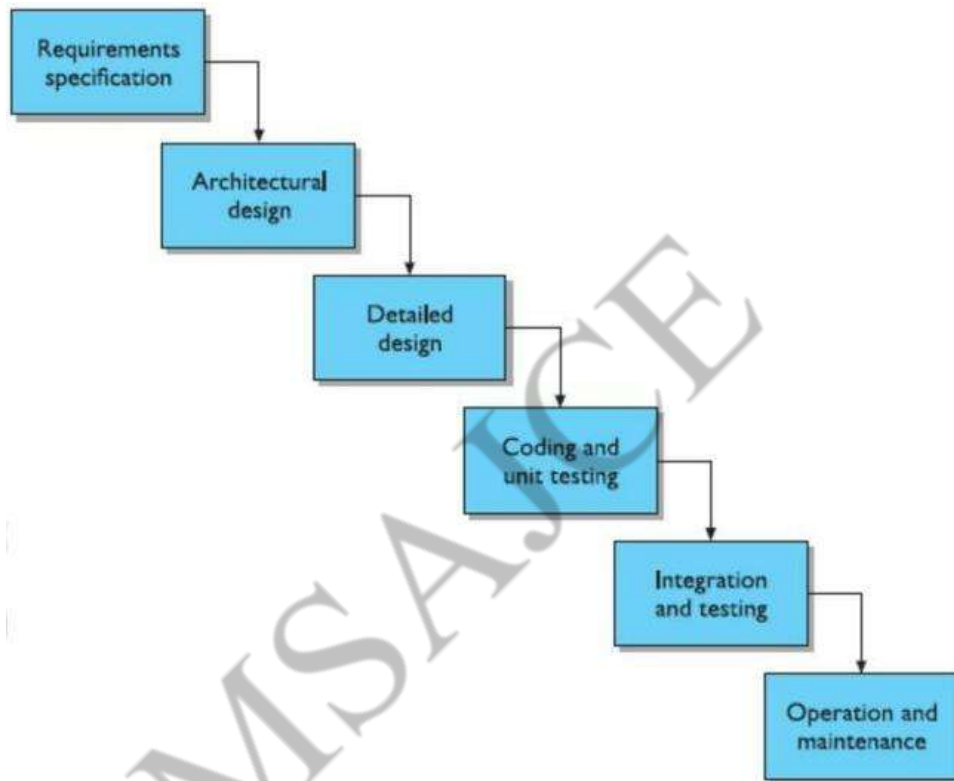 Requirements
specification
Architectural
design
Detailed
design
Coding and
unit testing
Integration
and testing
Operation and
maintenance
MSAJCE